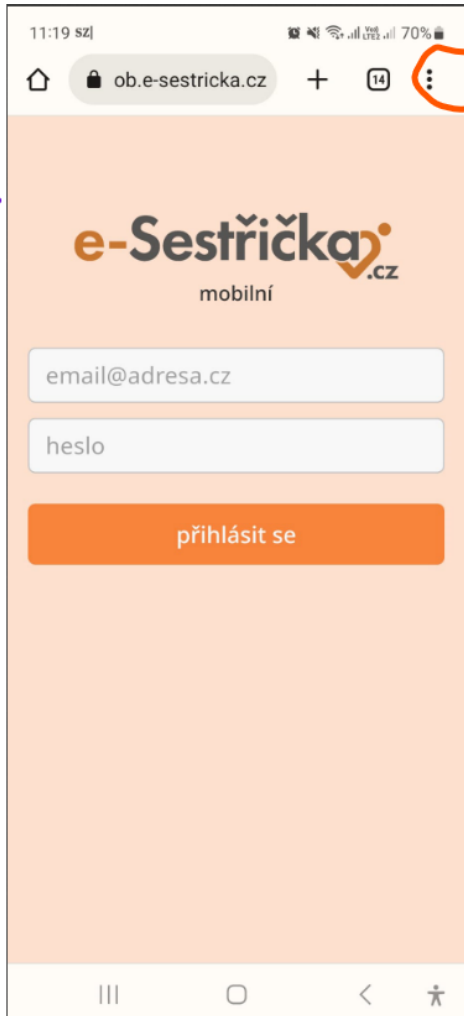 11:19 SZ| 70%
ob.e-sestricka.cz 14
e-Sestřička.cz
mobilní
email@adresa.cz
heslo
přihlásit se